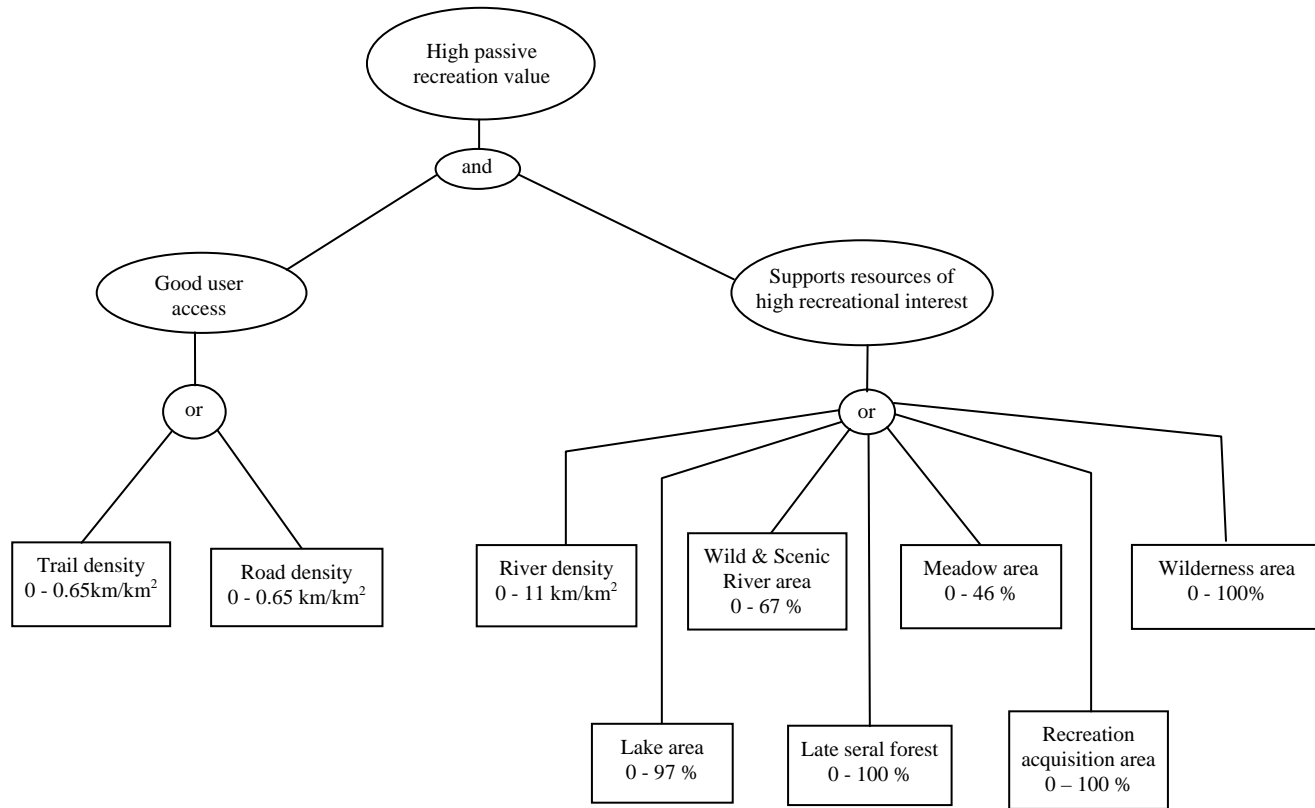 High passive
recreation value
and
Good user
access
Supports resources of
high recreational interest
or
or
Trail density
0 - 0.65km/km²
Road density
0 - 0.65 km/km²
River density
0 - 11 km/km²
Wild & Scenic
River area
0 - 67 %
Meadow area
0 - 46 %
Wilderness area
0 - 100%
Lake area
0 - 97 %
Late seral forest
0 - 100 %
Recreation
acquisition area
0 – 100 %